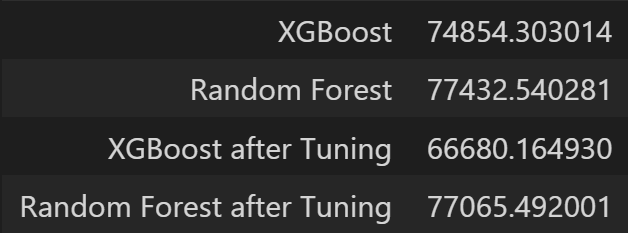 XGBoost 74854.303014
Random Forest 77432.540281
XGBoost after Tuning 66680.164930
Random Forest after Tuning 77065.492001